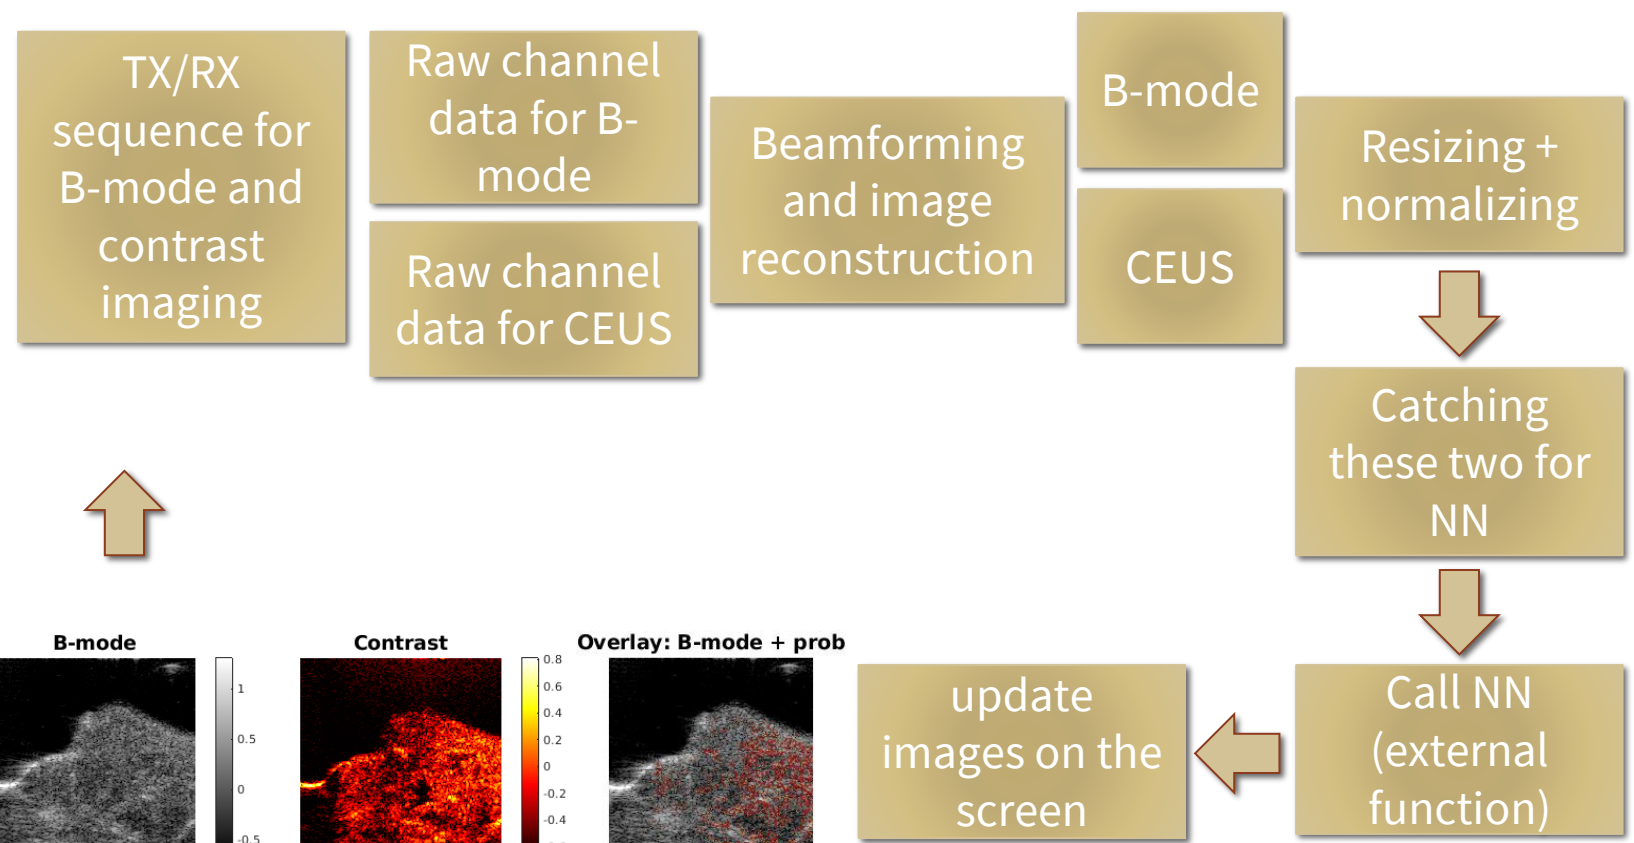 TX/RX
sequence for
B-mode and
contrast
imaging
Raw channel
data for B-
mode
Raw channel
data for CEUS
Beamforming
and image
reconstruction
B-mode
CEUS
Resizing +
normalizing
Catching
these two for
NN
Call NN
(external
function)
update
images on the
screen
B-mode
1
0.5
0
-0.5
Contrast
0.8
0.6
0.4
0.2
0
-0.2
-0.4
Overlay: B-mode + prob